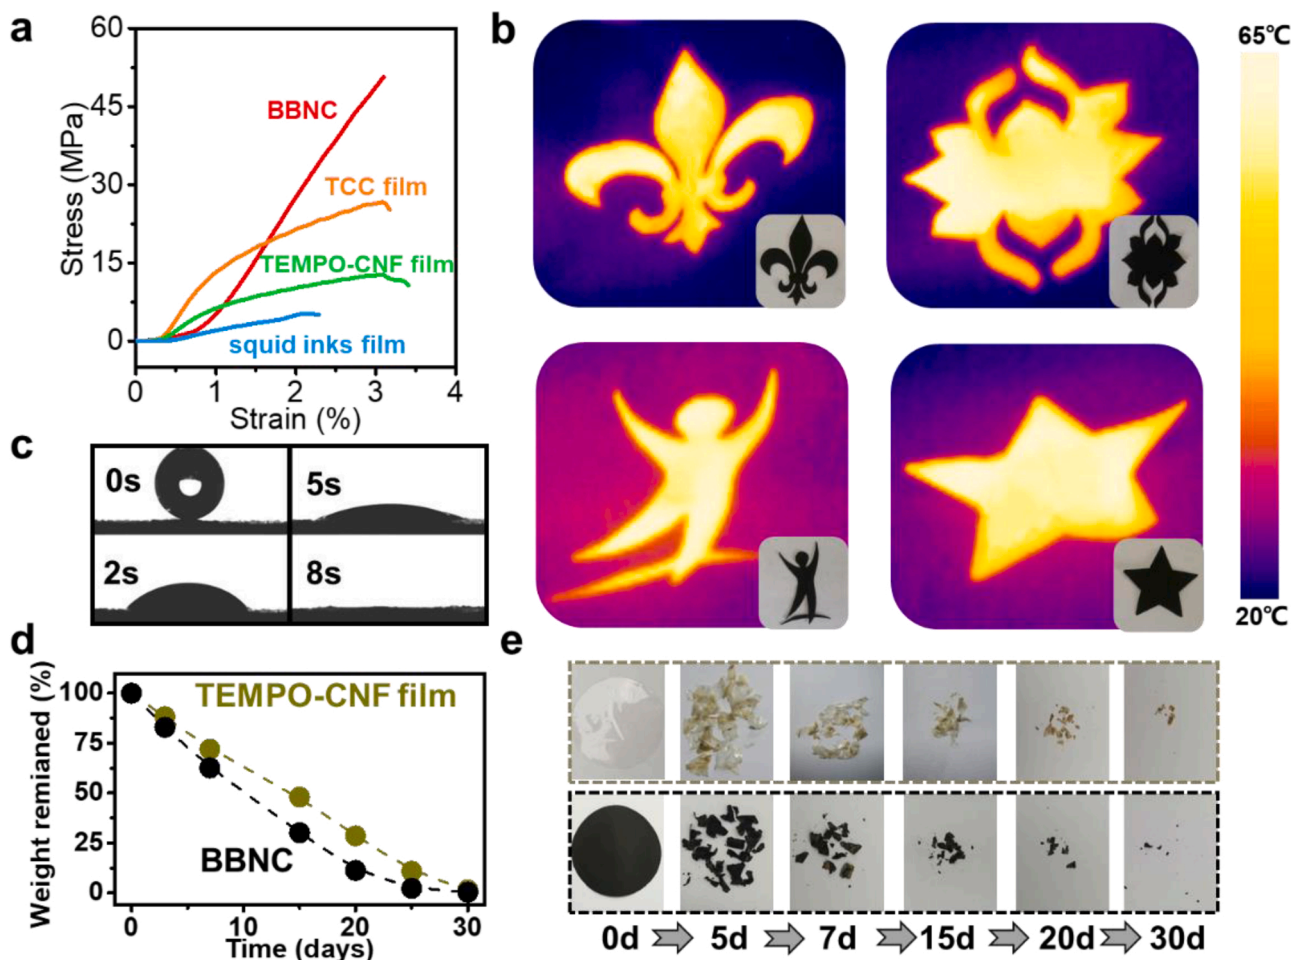 a
60
45
30
15
0
Stress (MPa)
BBNC
TCC film
TEMPO-CNF film
squid inks film
0 1 2 3 4
Strain (%)
b
65℃
20℃
c
0s
5s
2s
8s
d
Weight remianed (%)
100
75
50
25
0
TEMPO-CNF film
BBNC
0 10 20 30
Time (days)
e
0d 5d 7d 15d 20d 30d